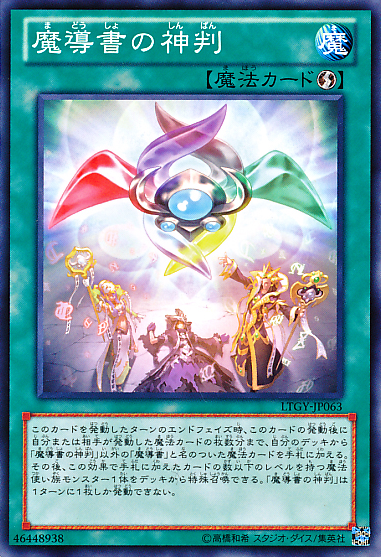 魔導書の神判
魔
【魔法カード】
LTGY-JP063
このカードを発動したターンのエンドフェイズ時、このカードの発動後に
自分または相手が発動した魔法カードの枚数分まで、自分のデッキから
「魔導書の神判」以外の「魔導書」と名のついた魔法カードを手札に加える。
その後、この効果で手札に加えたカードの数以下のレベルを持つ魔法
使い族モンスター1体をデッキから特殊召喚できる。「魔導書の神判」は
1ターンに1枚しか発動できない。
46448938
©高橋和希 スタジオ・ダイス/集英社